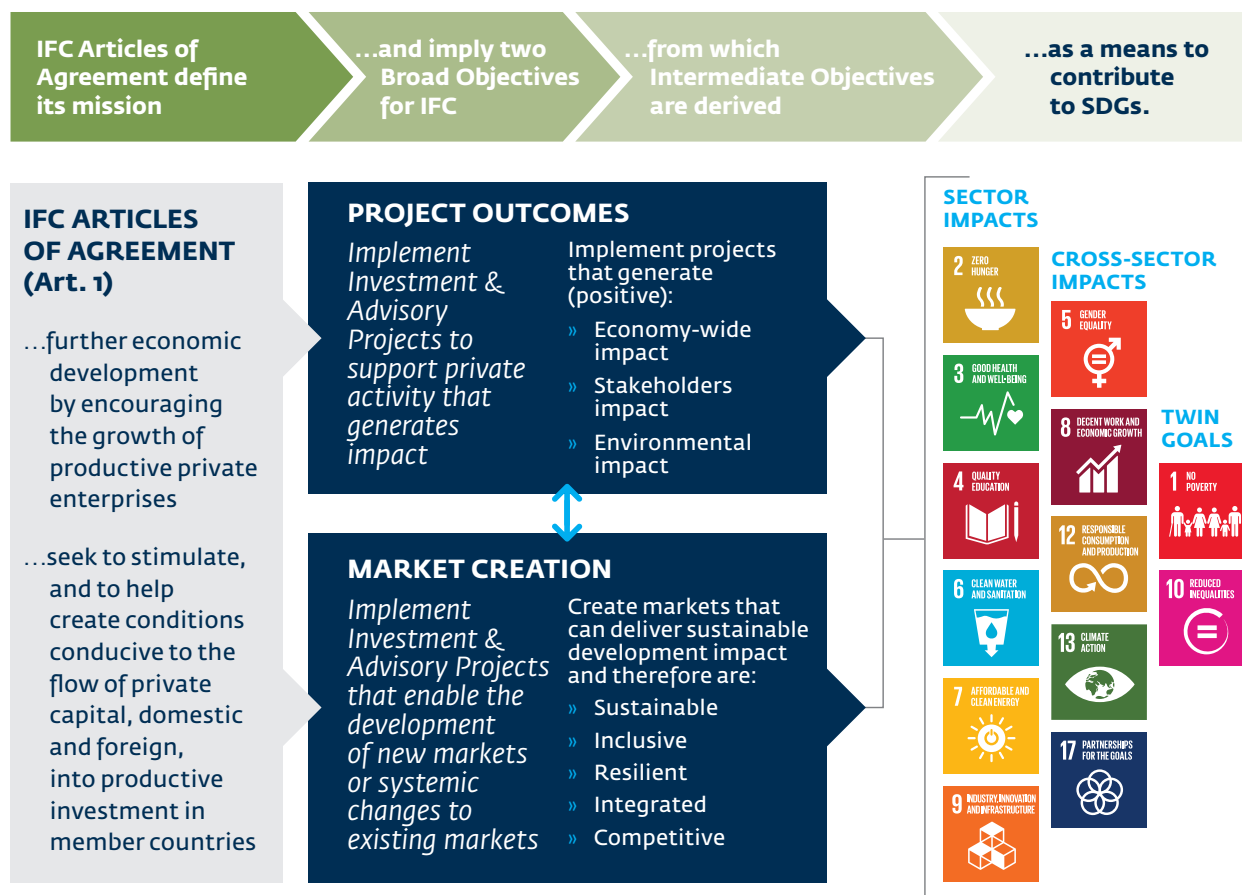 IFC Articles of
Agreement define
its mission
…and imply two
Broad Objectives
for IFC
…from which
Intermediate Objectives
are derived
…as a means to
contribute
to SDGs.
IFC ARTICLES
OF AGREEMENT
(Art. 1)
…further economic
development
by encouraging
the growth of
productive private
enterprises
…seek to stimulate,
and to help
create conditions
conducive to the
flow of private
capital, domestic
and foreign,
into productive
investment in
member countries
PROJECT OUTCOMES
Implement
Investment &
Advisory
Projects to
support private
activity that
generates
impact
Implement projects
that generate
(positive):
» Economy-wide
impact
» Stakeholders
impact
» Environmental
impact
MARKET CREATION
Implement
Investment &
Advisory Projects
that enable the
development
of new markets
or systemic
changes to
existing markets
Create markets that
can deliver sustainable
development impact
and therefore are:
» Sustainable
» Inclusive
» Resilient
» Integrated
» Competitive
SECTOR
IMPACTS
2 ZERO
HUNGER
3 GOOD HEALTH
AND WELL-BEING
4 QUALITY
EDUCATION
6 CLEAN WATER
AND SANITATION
7 AFFORDABLE AND
CLEAN ENERGY
9 INDUSTRY, INNOVATION
AND INFRASTRUCTURE
CROSS-SECTOR
IMPACTS
5 GENDER
EQUALITY
8 DECENT WORK AND
ECONOMIC GROWTH
12 RESPONSIBLE
CONSUMPTION
AND PRODUCTION
13 CLIMATE
ACTION
17 PARTNERSHIPS
FOR THE GOALS
TWIN
GOALS
1 NO
POVERTY
10 REDUCED
INEQUALITIES